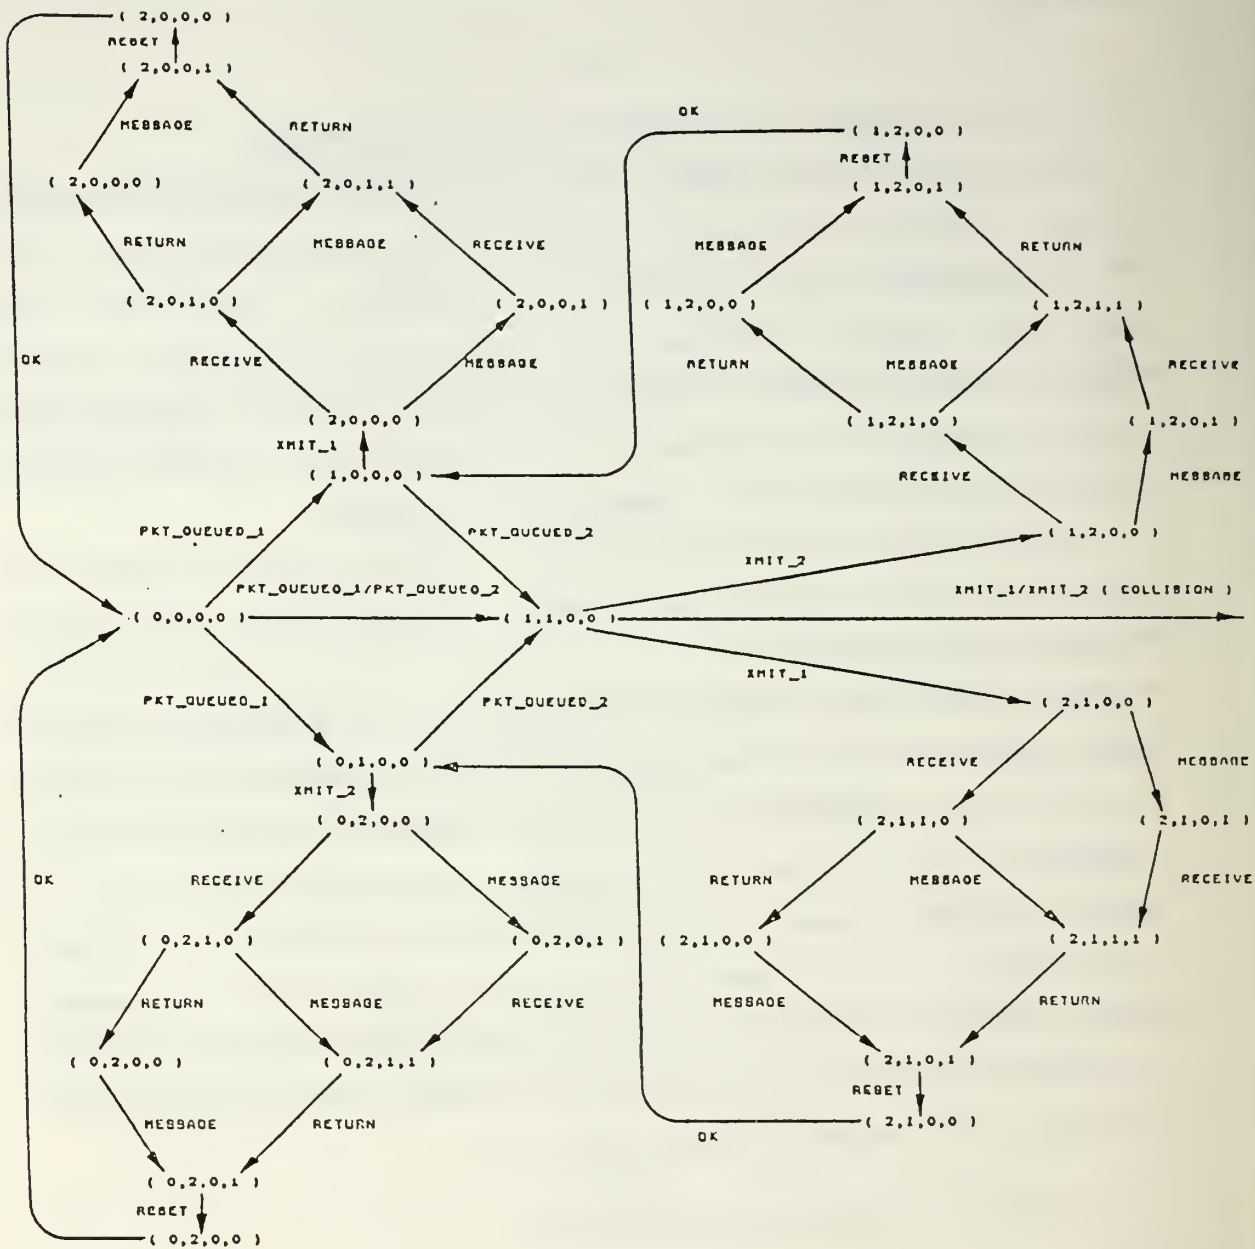 ( 2,0,0,0 )
RESET
( 2,0,0,1 )
MESSAGE
RETURN
OK
( 1,2,0,0 )
RESET
( 2,0,0,0 )
( 2,0,1,1 )
( 1,2,0,1 )
RETURN
MESSAGE
RECEIVE
MESSAGE
RETURN
( 2,0,1,0 )
( 2,0,0,1 )
( 1,2,0,0 )
( 1,2,1,1 )
OK
RECEIVE
MESSAGE
RETURN
MESSAGE
RECEIVE
( 2,0,0,0 )
( 1,2,1,0 )
( 1,2,0,1 )
XMIT_1
( 1,0,0,0 )
RECEIVE
MESSAGE
PKT_QUEUED_1
PKT_QUEUED_2
( 1,2,0,0 )
XMIT_2
PKT_QUEUED_1/PKT_QUEUED_2
XMIT_1/XMIT_2 ( COLLISION )
( 0,0,0,0 )
( 1,1,0,0 )
XMIT_1
PKT_QUEUED_1
PKT_QUEUED_2
( 2,1,0,0 )
( 0,1,0,0 )
RECEIVE
MESSAGE
XMIT_2
( 0,2,0,0 )
( 2,1,1,0 )
( 2,1,0,1 )
OK
RECEIVE
MESSAGE
RETURN
MESSAGE
RECEIVE
( 0,2,1,0 )
( 0,2,0,1 )
( 2,1,0,0 )
( 2,1,1,1 )
RETURN
MESSAGE
RECEIVE
MESSAGE
RETURN
( 0,2,0,0 )
( 0,2,1,1 )
( 2,1,0,1 )
RESET
MESSAGE
RETURN
( 2,1,0,0 )
OK
( 0,2,0,1 )
RESET
( 0,2,0,0 )